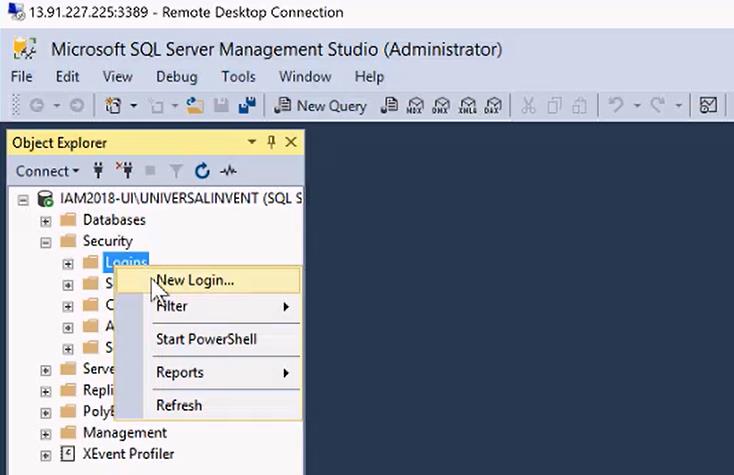 13.91.227.225:3389 - Remote Desktop Connection
Microsoft SQL Server Management Studio (Administrator)
File Edit View Debug Tools Window Help
New Query MDX DMX XMLA DAX
Object Explorer
Connect
IAM2018-UI\UNIVERSALINVENT (SQL S
Databases
Security
Logins
New Login...
S
Filter
C
A
Start PowerShell
S
Serve
Reports
Repli
Refresh
PolyB
Management
XEvent Profiler